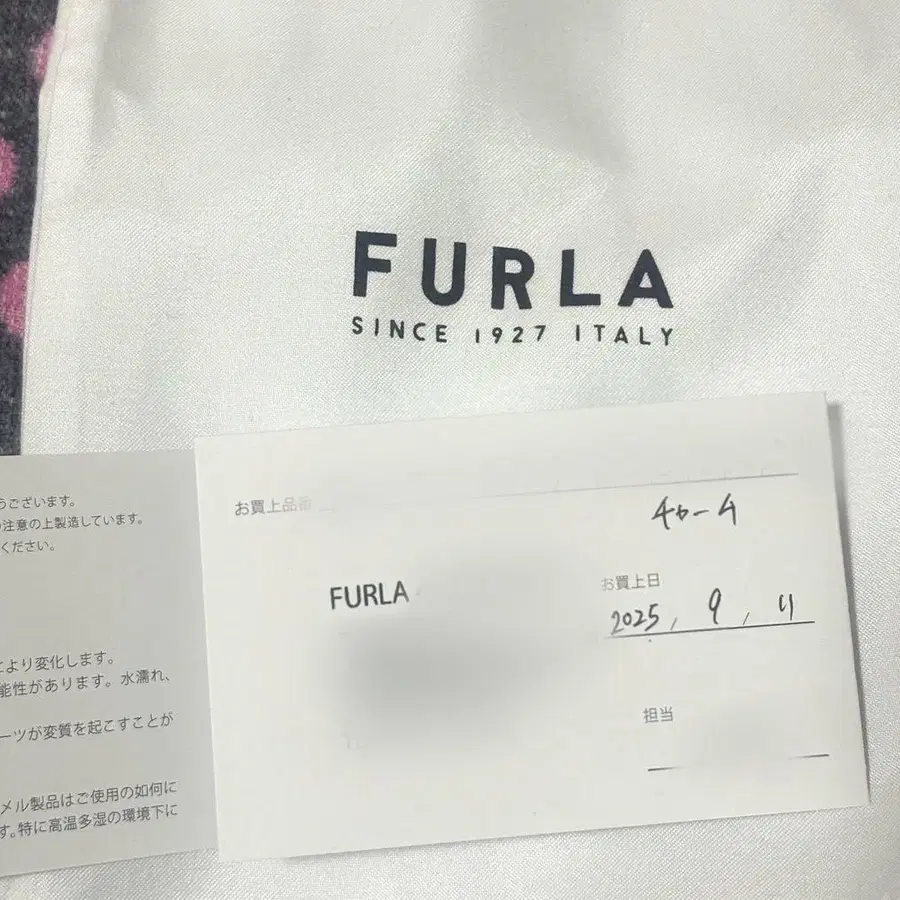 FURLA
SINCE 1927 ITALY
うございます。
注意の上製造しています。
ください。
により変化します。
能性があります。水濡れ、
ーツが変質を起こすことが
メル製品はご使用の如何に
す。特に高温多湿の環境下に
お買上品番
チャーム
FURLA
お買上日
2025, 9, 11
担当